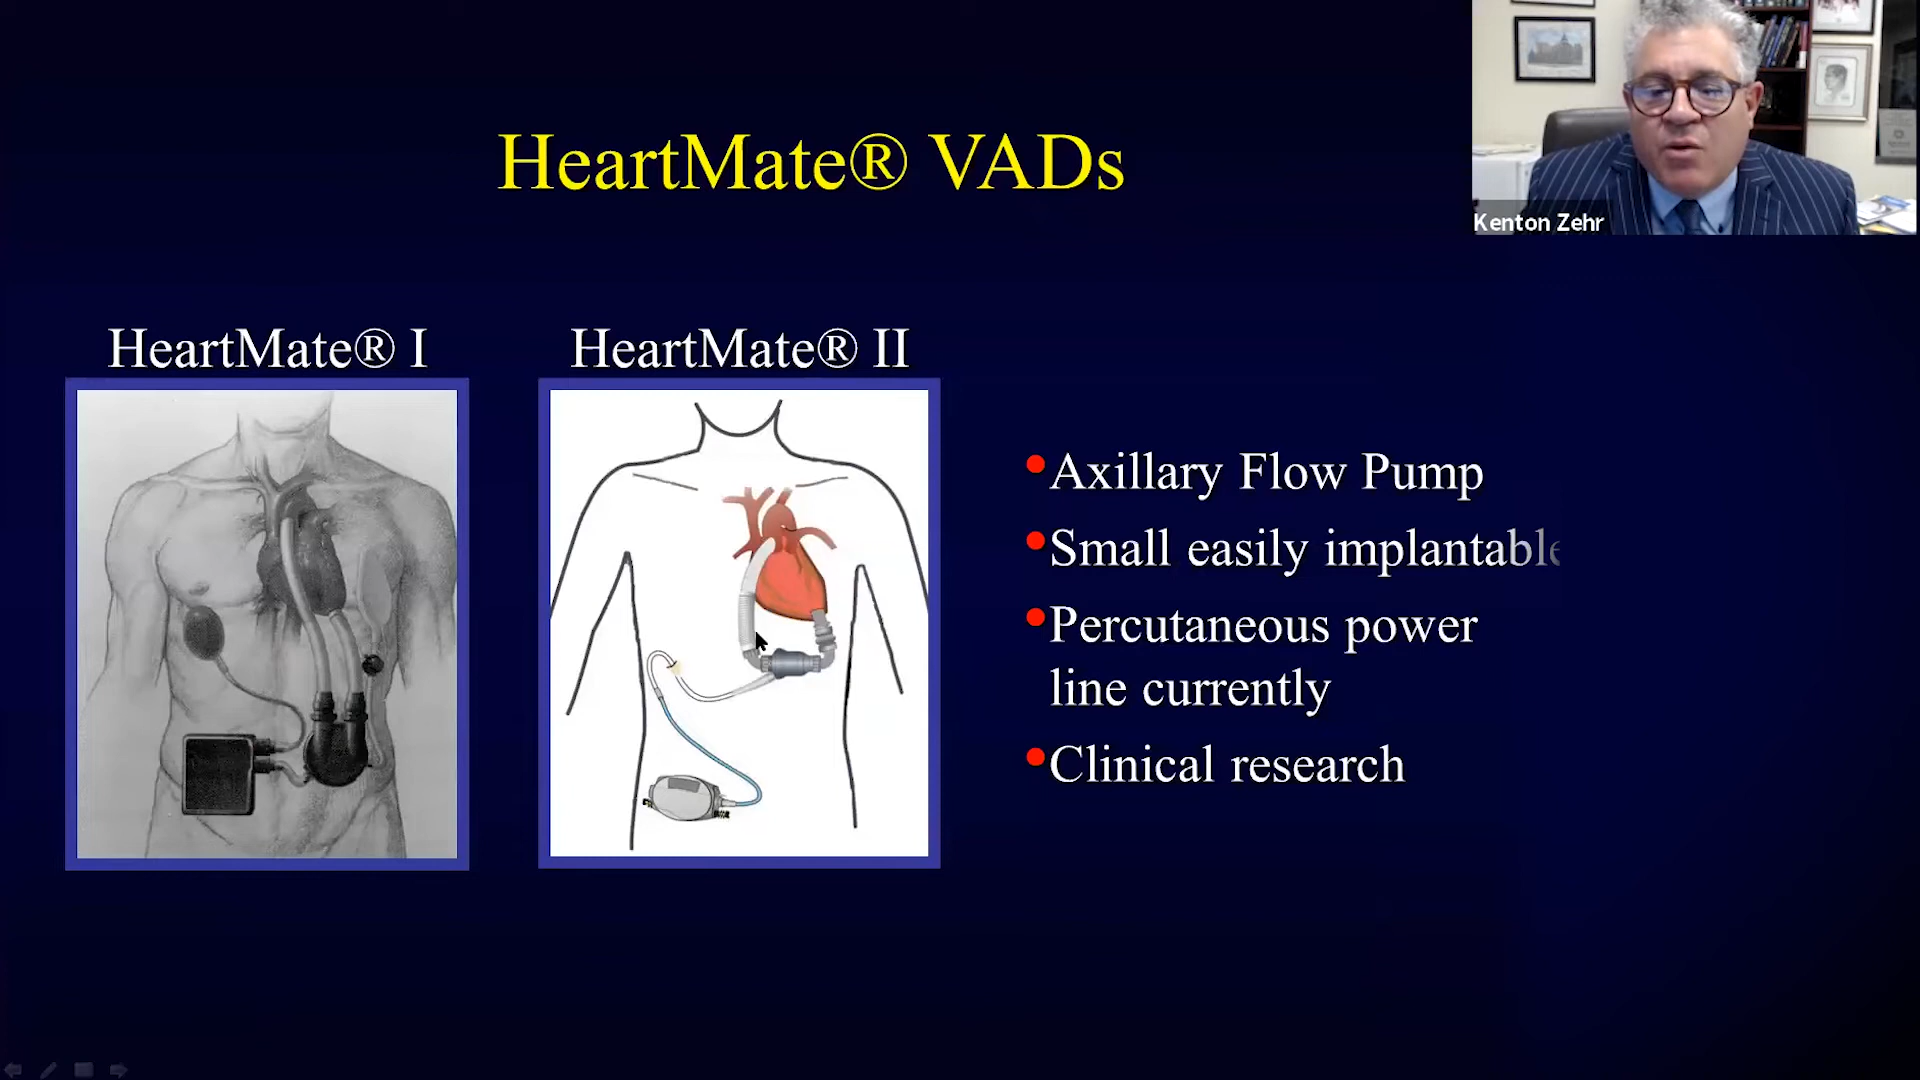 HeartMate® VADs
Kenton Zehr
HeartMate® I
HeartMate® II
•Axillary Flow Pump
•Small easily implantable
•Percutaneous power
line currently
•Clinical research